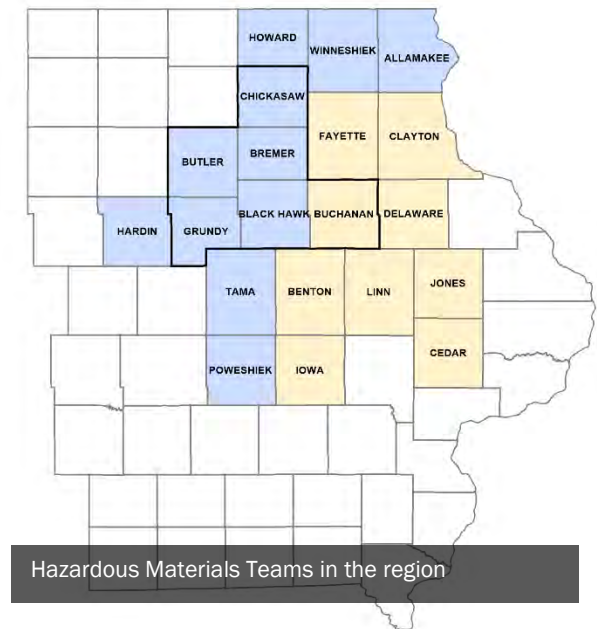 HOWARD
WINNESHIEK
ALLAMAKEE
CHICKASAW
FAYETTE
CLAYTON
BUTLER
BREMER
HARDIN
GRUNDY
BLACK HAWK
BUCHANAN
DELAWARE
TAMA
BENTON
LINN
JONES
CEDAR
POWESHIEK
IOWA
Hazardous Materials Teams in the region